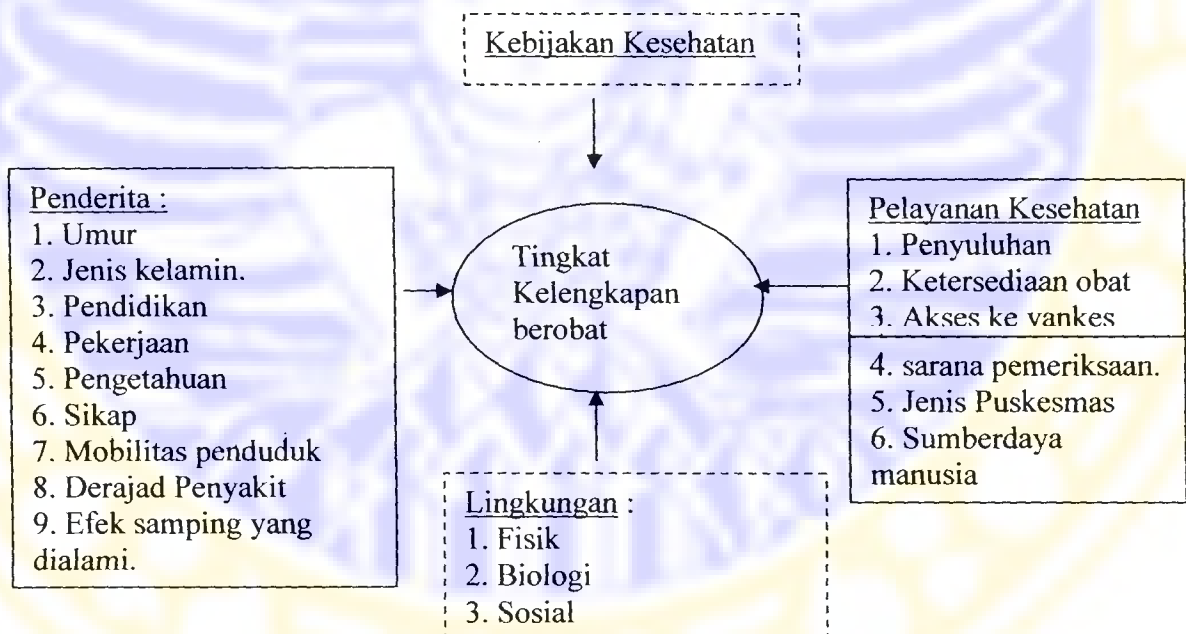 Kebijakan Kesehatan
Penderita :
1. Umur
2. Jenis kelamin.
3. Pendidikan
4. Pekerjaan
5. Pengetahuan
6. Sikap
7. Mobilitas penduduk
8. Derajad Penyakit
9. Efek samping yang
dialami.
Tingkat
Kelengkapan
berobat
Pelayanan Kesehatan
1. Penyuluhan
2. Ketersediaan obat
3. Akses ke yankes
4. sarana pemeriksaan.
5. Jenis Puskesmas
6. Sumberdaya
manusia
Lingkungan :
1. Fisik
2. Biologi
3. Sosial